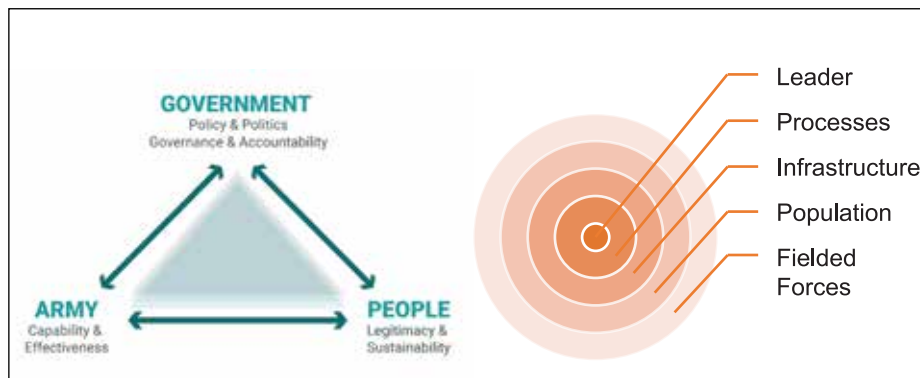 GOVERNMENT
Policy & Politics
Governance & Accountability
ARMY
Capability &
Effectiveness
PEOPLE
Legitimacy &
Sustainability
Leader
Processes
Infrastructure
Population
Fielded
Forces